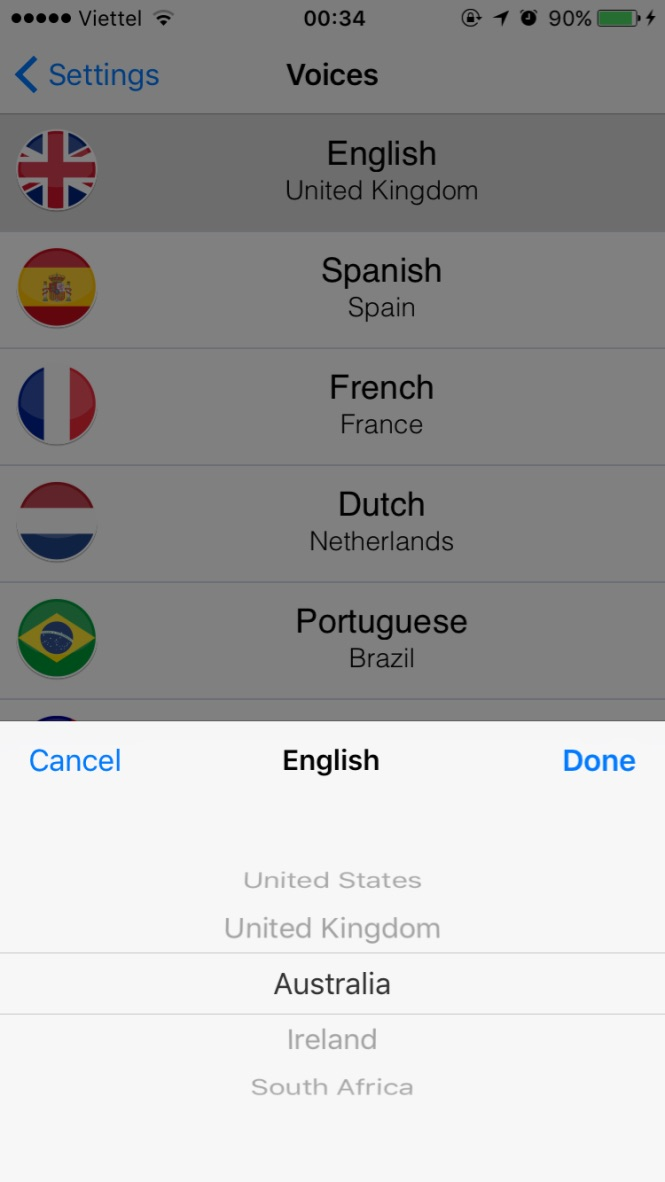 Viettel 00:34 90%
Settings Voices
English
United Kingdom
Spanish
Spain
French
France
Dutch
Netherlands
Portuguese
Brazil
Cancel English Done
United States
United Kingdom
Australia
Ireland
South Africa